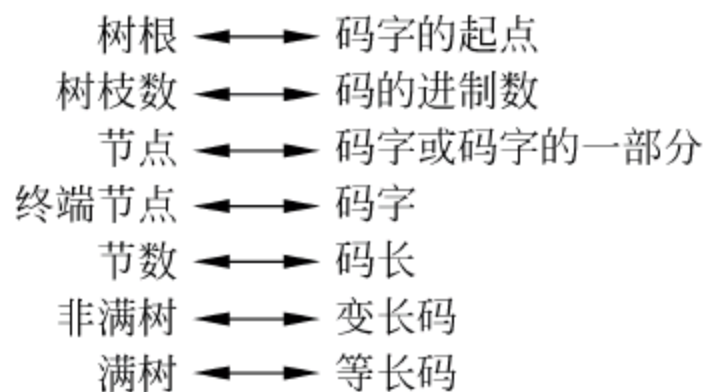 树根 ↔ 码字的起点
树枝数 ↔ 码的进制数
节点 ↔ 码字或码字的一部分
终端节点 ↔ 码字
节数 ↔ 码长
非满树 ↔ 变长码
满树 ↔ 等长码